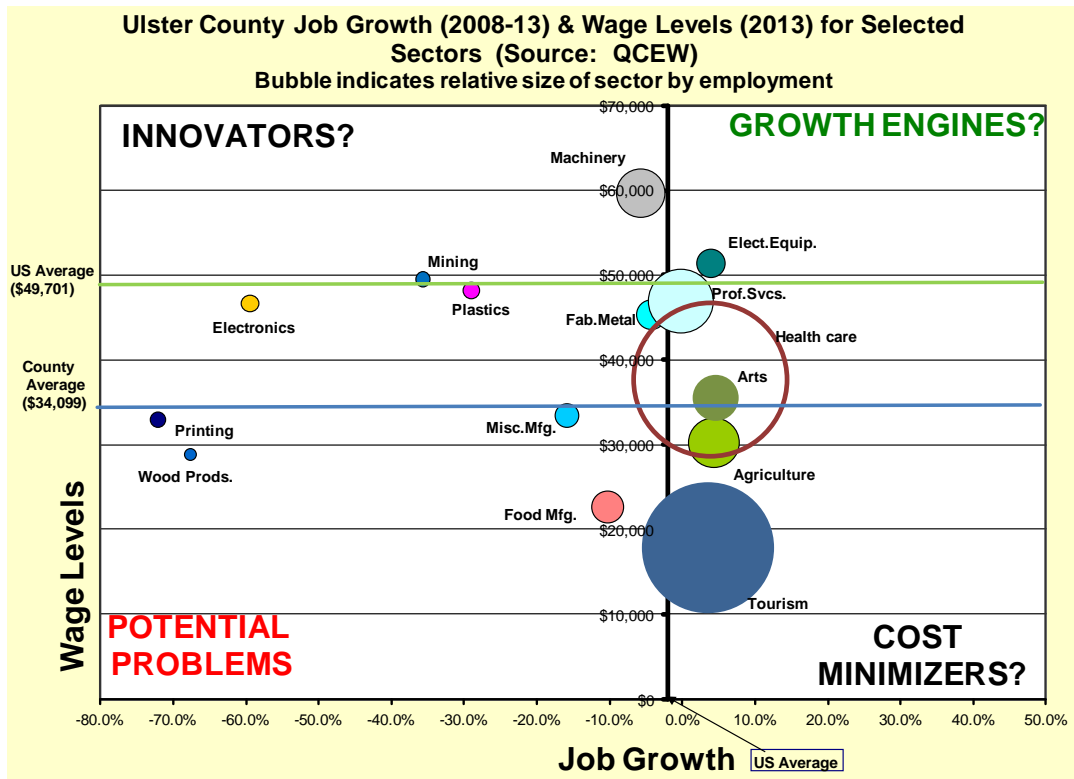 Ulster County Job Growth (2008-13) & Wage Levels (2013) for Selected
Sectors (Source: QCEW)
Bubble indicates relative size of sector by employment
$70,000
INNOVATORS?
GROWTH ENGINES?
Machinery
$60,000
Elect.Equip.
Mining
US Average
($49,701)
$50,000
Prof.Svcs.
Plastics
Fab.Metal
Electronics
Health care
$40,000
County
Average
($34,099)
Arts
Printing
Misc.Mfg.
$30,000
Wood Prods.
Agriculture
Food Mfg.
$20,000
Wage Levels
Tourism
$10,000
POTENTIAL
PROBLEMS
COST
MINIMIZERS?
$0
-80.0% -70.0% -60.0% -50.0% -40.0% -30.0% -20.0% -10.0% 0.0% 10.0% 20.0% 30.0% 40.0% 50.0%
Job Growth
US Average